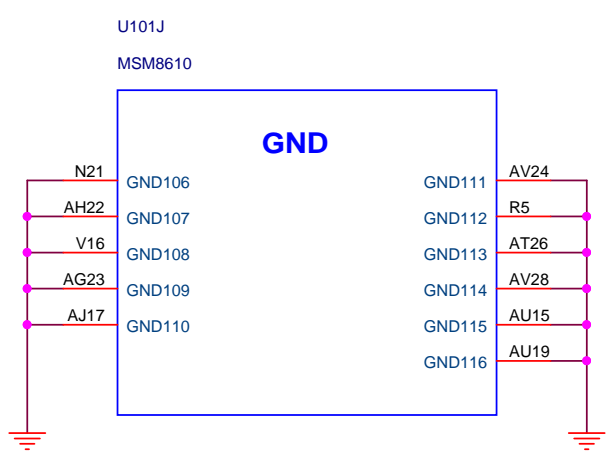 U101J
MSM8610
GND
N21 GND106 GND111 AV24
AH22 GND107 GND112 R5
V16 GND108 GND113 AT26
AG23 GND109 GND114 AV28
AJ17 GND110 GND115 AU15
GND116 AU19